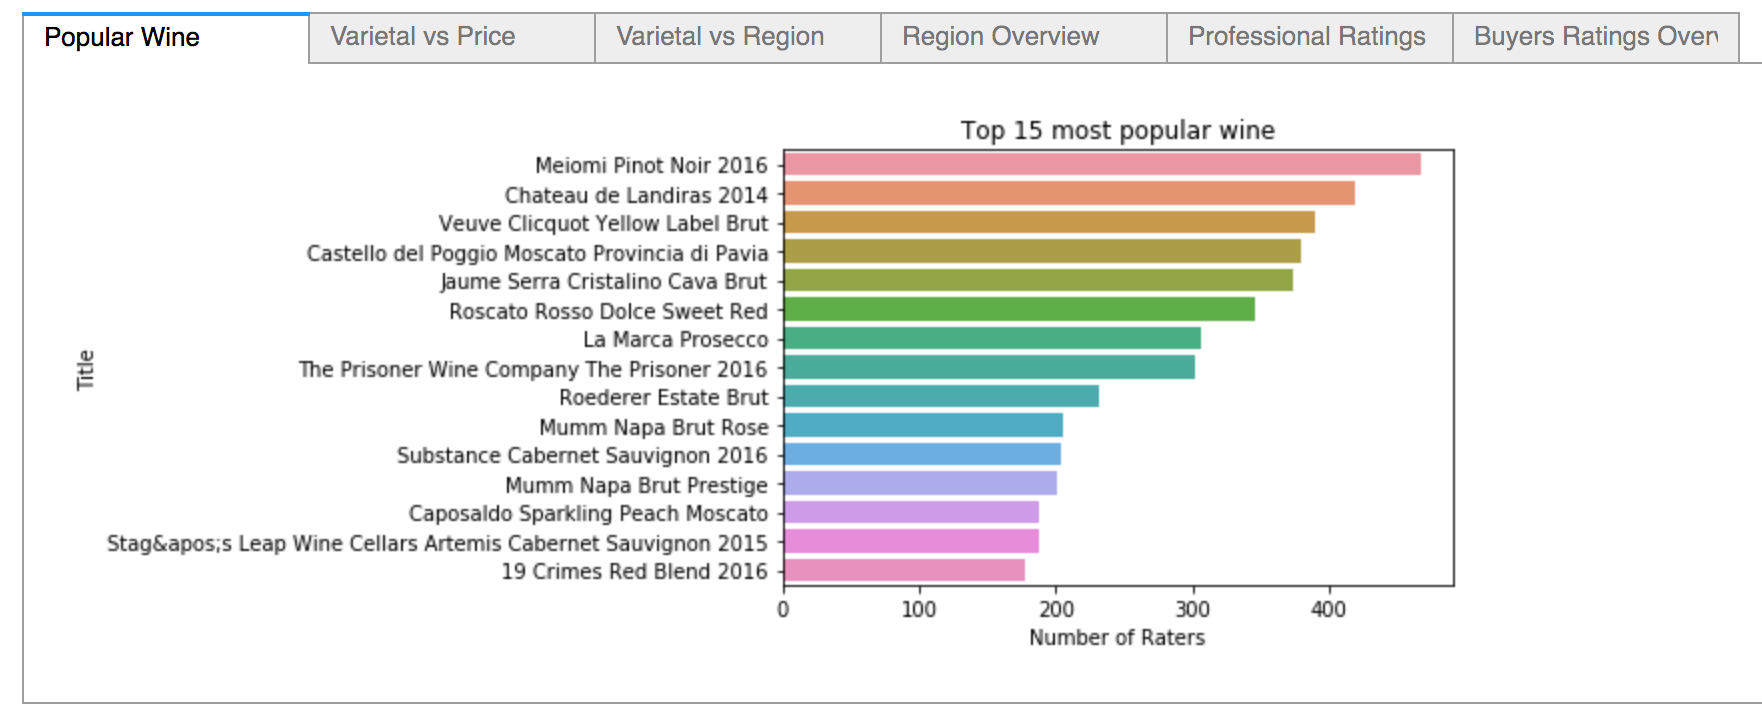 Popular Wine
Varietal vs Price
Varietal vs Region
Region Overview
Professional Ratings
Buyers Ratings Over
Top 15 most popular wine
Meiomi Pinot Noir 2016
Chateau de Landiras 2014
Veuve Clicquot Yellow Label Brut
Castello del Poggio Moscato Provincia di Pavia
Jaume Serra Cristalino Cava Brut
Roscato Rosso Dolce Sweet Red
La Marca Prosecco
The Prisoner Wine Company The Prisoner 2016
Roederer Estate Brut
Mumm Napa Brut Rose
Substance Cabernet Sauvignon 2016
Mumm Napa Brut Prestige
Caposaldo Sparkling Peach Moscato
Stag&apos;s Leap Wine Cellars Artemis Cabernet Sauvignon 2015
19 Crimes Red Blend 2016
Title
0 100 200 300 400
Number of Raters